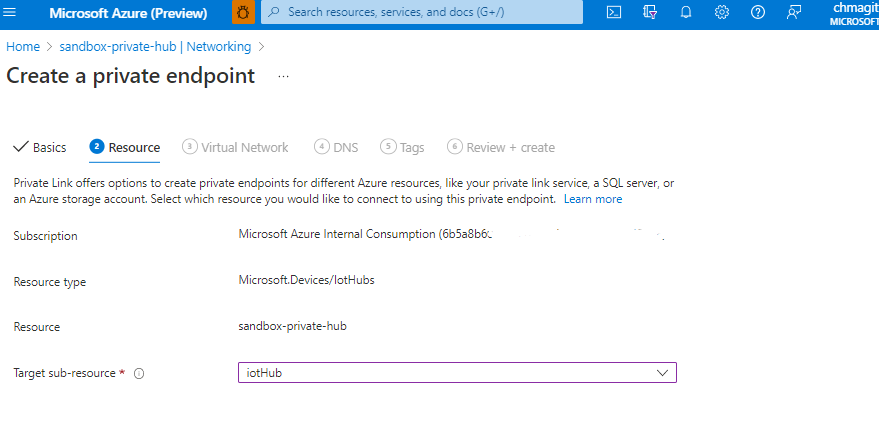 Microsoft Azure (Preview)
Search resources, services, and docs (G+/)
chmagit
MICROSOFT
Home > sandbox-private-hub | Networking >
Create a private endpoint ...
Basics
2 Resource
3 Virtual Network
4 DNS
5 Tags
6 Review + create
Private Link offers options to create private endpoints for different Azure resources, like your private link service, a SQL server, or
an Azure storage account. Select which resource you would like to connect to using this private endpoint. Learn more
Subscription
Microsoft Azure Internal Consumption
Resource type
Microsoft.Devices/IotHubs
Resource
sandbox-private-hub
Target sub-resource *
iotHub